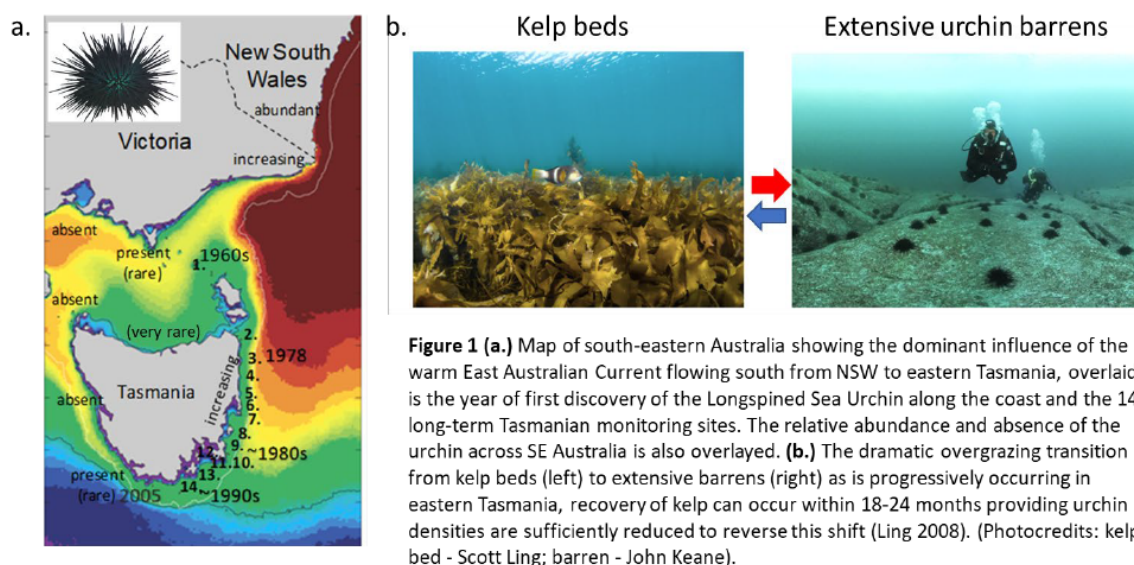 a.
New South
Wales
abundant
Victoria
increasing
absent
present
(rare)
1960s
1.
absent
(very rare)
2.
3. 1978
Tasmania
increasing
4.
5.
6.
7.
absent
8.
9. ~1980s
12.
11.10.
13.
present
(rare) 2005
14. ~1990s
b.
Kelp beds
Extensive urchin barrens
Figure 1 (a.) Map of south-eastern Australia showing the dominant influence of the
warm East Australian Current flowing south from NSW to eastern Tasmania, overlaid
is the year of first discovery of the Longspined Sea Urchin along the coast and the 14
long-term Tasmanian monitoring sites. The relative abundance and absence of the
urchin across SE Australia is also overlayed. (b.) The dramatic overgrazing transition
from kelp beds (left) to extensive barrens (right) as is progressively occurring in
eastern Tasmania, recovery of kelp can occur within 18-24 months providing urchin
densities are sufficiently reduced to reverse this shift (Ling 2008). (Photocredits: kelp
bed - Scott Ling; barren - John Keane).